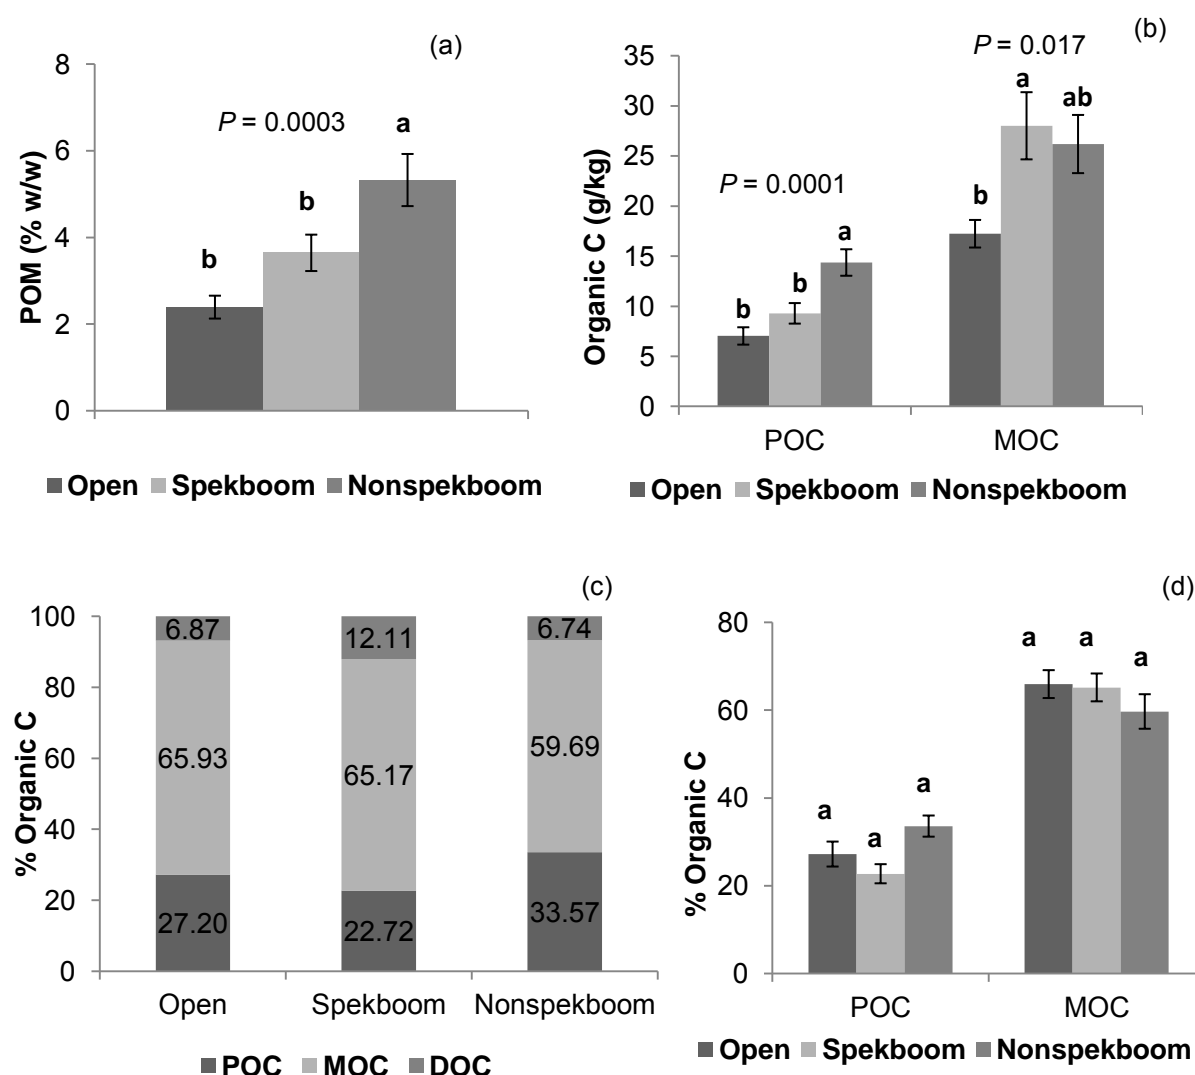 (a)
P = 0.0003
8
6
4
2
0
POM (% w/w)
b
b
a
Open Spekboom Nonspekboom
(b)
P = 0.017
P = 0.0001
35
30
25
20
15
10
5
0
Organic C (g/kg)
b
b
a
b
a
ab
POC MOC
Open Spekboom Nonspekboom
(c)
100
80
60
40
20
0
% Organic C
6.87 12.11 6.74
65.93 65.17 59.69
27.20 22.72 33.57
Open Spekboom Nonspekboom
POC MOC DOC
(d)
80
60
40
20
0
% Organic C
a
a
a
a
a
a
POC MOC
Open Spekboom Nonspekboom